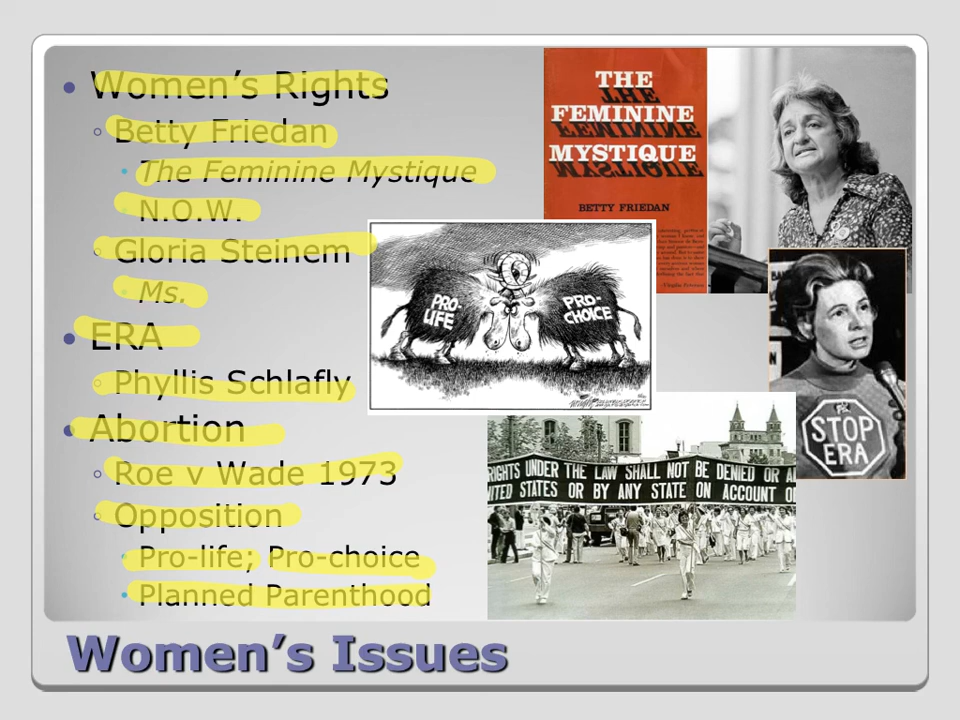 Women’s Rights
Betty Friedan
The Feminine Mystique
N.O.W.
Gloria Steinem
Ms.
ERA
Phyllis Schlafly
Abortion
Roe v Wade 1973
Opposition
Pro-life; Pro-choice
Planned Parenthood
THE
FEMININE
MYSTIQUE
BETTY FRIEDAN
PRO-
LIFE
PRO-
CHOICE
STOP
ERA
RIGHTS UNDER THE LAW SHALL NOT BE DENIED OR
STATES OR BY ANY STATE ON ACCOUNT
Women’s Issues